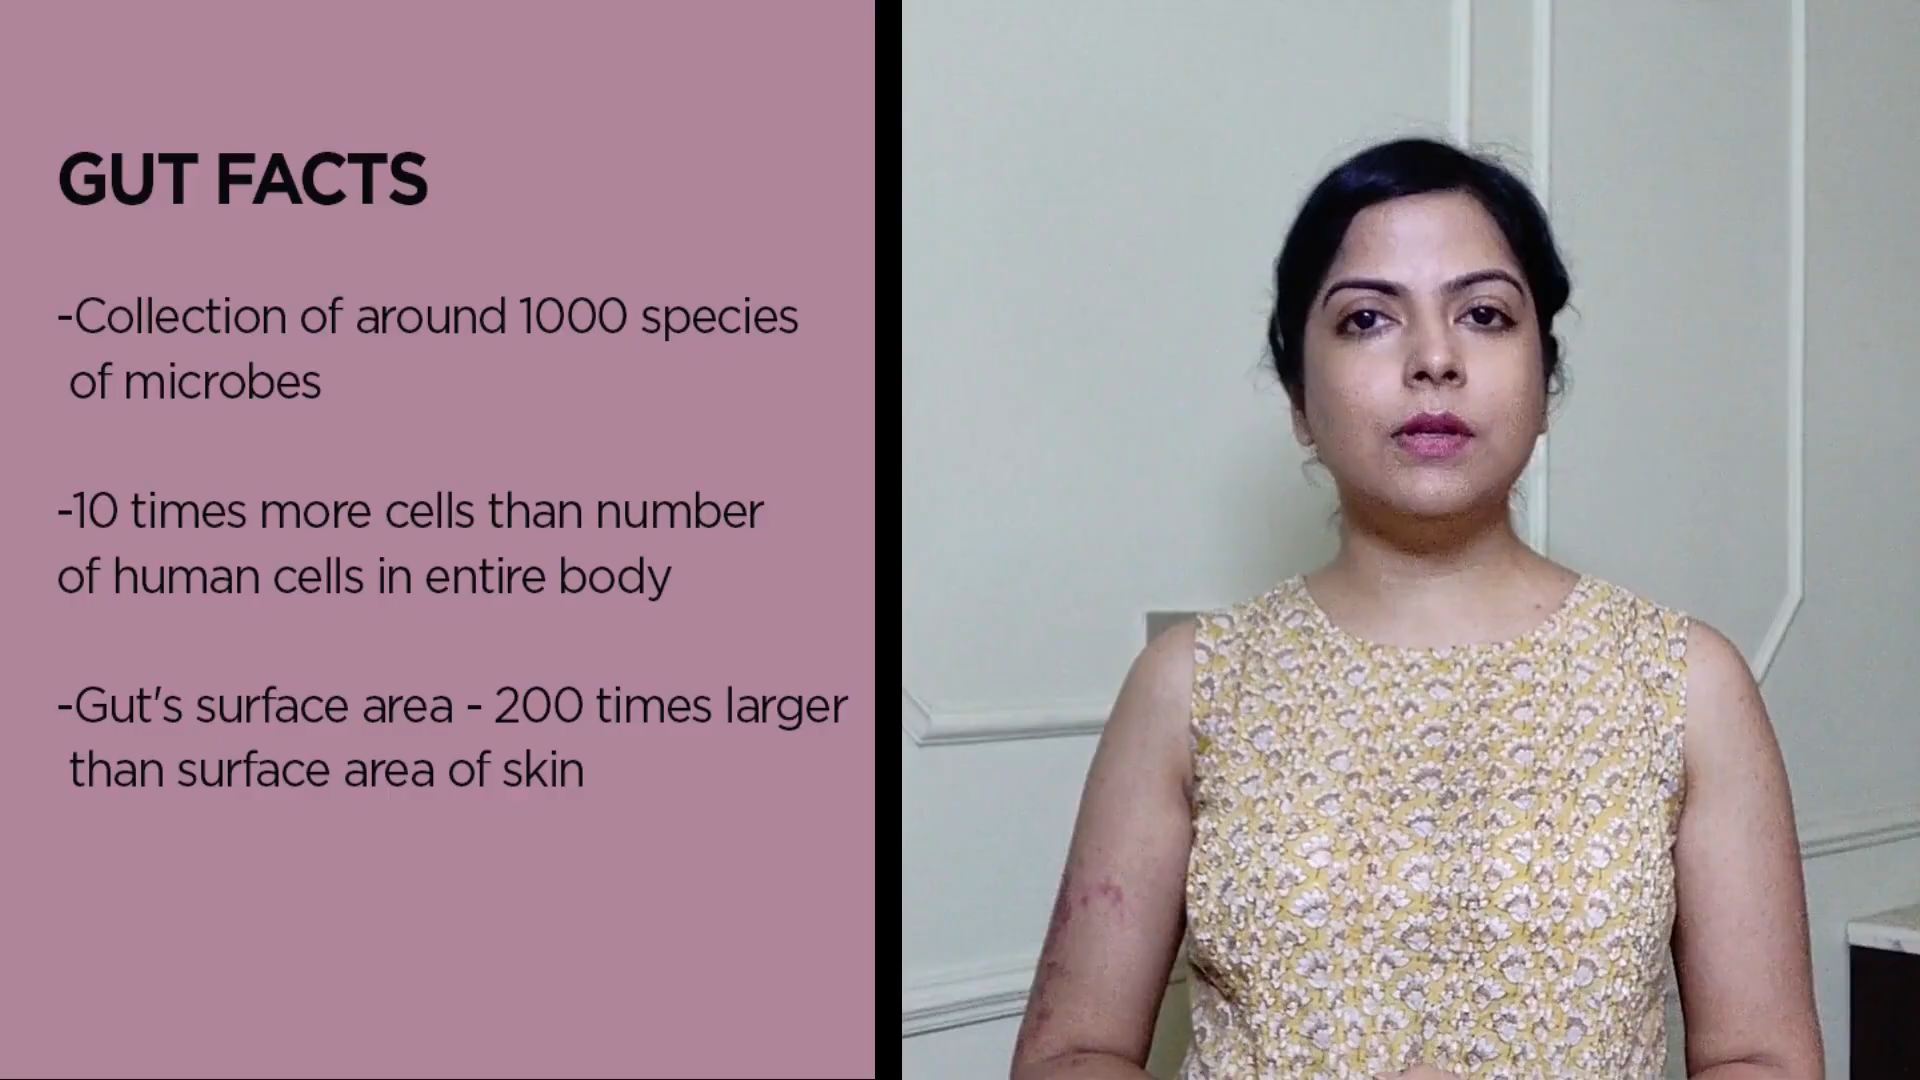 GUT FACTS
-Collection of around 1000 species
of microbes
-10 times more cells than number
of human cells in entire body
-Gut's surface area - 200 times larger
than surface area of skin